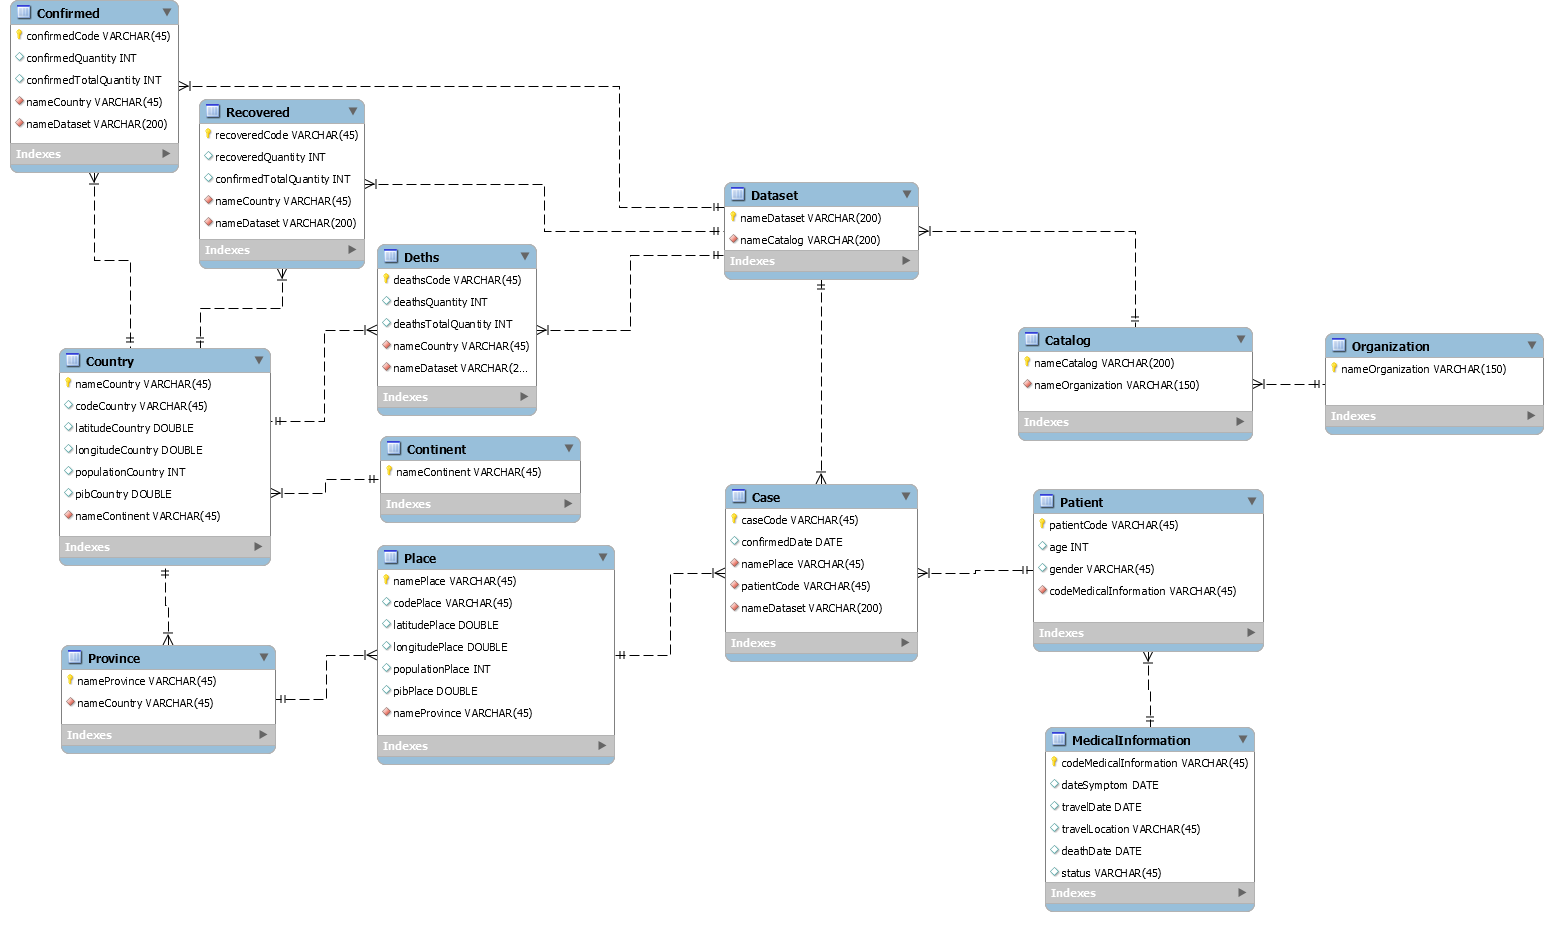 Confirmed
confirmedCode VARCHAR(45)
confirmedQuantity INT
confirmedTotalQuantity INT
nameCountry VARCHAR(45)
nameDataset VARCHAR(200)
Indexes
Recovered
recoveredCode VARCHAR(45)
recoveredQuantity INT
confirmedTotalQuantity INT
nameCountry VARCHAR(45)
nameDataset VARCHAR(200)
Indexes
Deths
deathsCode VARCHAR(45)
deathsQuantity INT
deathsTotalQuantity INT
nameCountry VARCHAR(45)
nameDataset VARCHAR(2...
Indexes
Dataset
nameDataset VARCHAR(200)
nameCatalog VARCHAR(200)
Indexes
Catalog
nameCatalog VARCHAR(200)
nameOrganization VARCHAR(150)
Indexes
Organization
nameOrganization VARCHAR(150)
Indexes
Country
nameCountry VARCHAR(45)
codeCountry VARCHAR(45)
latitudeCountry DOUBLE
longitudeCountry DOUBLE
populationCountry INT
pibCountry DOUBLE
nameContinent VARCHAR(45)
Indexes
Continent
nameContinent VARCHAR(45)
Indexes
Case
caseCode VARCHAR(45)
confirmedDate DATE
namePlace VARCHAR(45)
patientCode VARCHAR(45)
nameDataset VARCHAR(200)
Indexes
Patient
patientCode VARCHAR(45)
age INT
gender VARCHAR(45)
codeMedicalInformation VARCHAR(45)
Indexes
Place
namePlace VARCHAR(45)
codePlace VARCHAR(45)
latitudePlace DOUBLE
longitudePlace DOUBLE
populationPlace INT
pibPlace DOUBLE
nameProvince VARCHAR(45)
Indexes
Province
nameProvince VARCHAR(45)
nameCountry VARCHAR(45)
Indexes
MedicalInformation
codeMedicalInformation VARCHAR(45)
dateSymptom DATE
travelDate DATE
travelLocation VARCHAR(45)
deathDate DATE
status VARCHAR(45)
Indexes